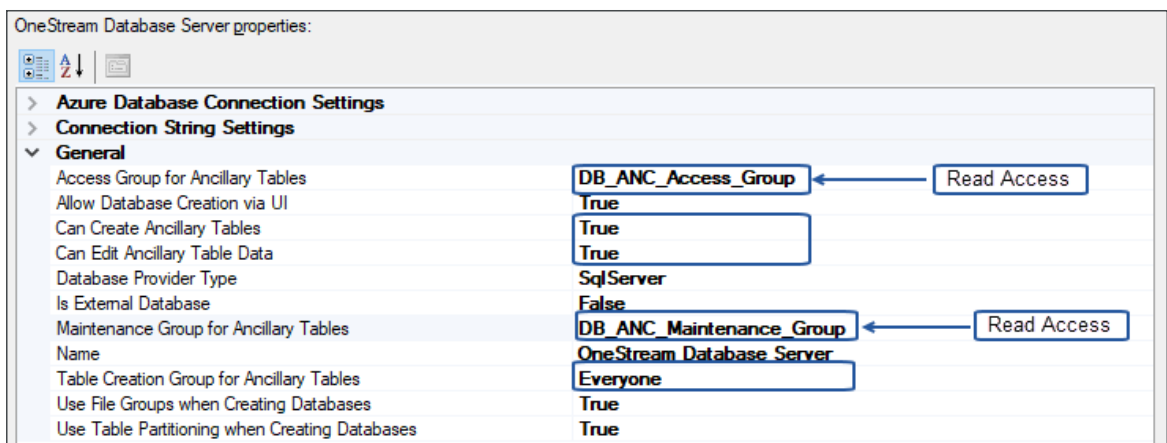 OneStream Database Server properties:
Azure Database Connection Settings
Connection String Settings
General
Access Group for Ancillary Tables DB_ANC_Access_Group Read Access
Allow Database Creation via UI True
Can Create Ancillary Tables True
Can Edit Ancillary Table Data True
Database Provider Type SqlServer
Is External Database False
Maintenance Group for Ancillary Tables DB_ANC_Maintenance_Group Read Access
Name OneStream Database Server
Table Creation Group for Ancillary Tables Everyone
Use File Groups when Creating Databases True
Use Table Partitioning when Creating Databases True